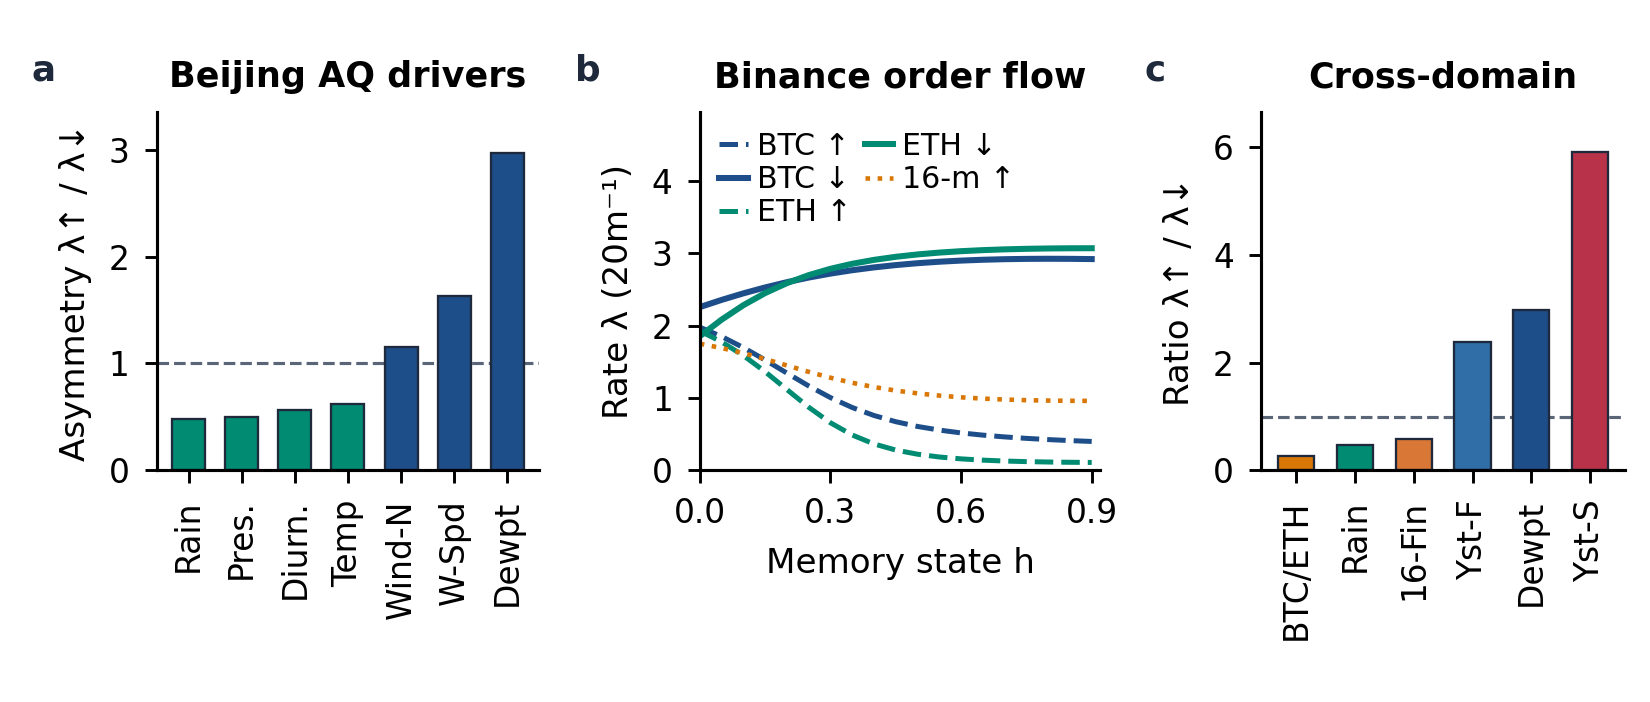 a
Beijing AQ drivers
Asymmetry λ↑ / λ↓
3
2
1
0
Rain
Pres.
Diurn.
Temp
Wind-N
W-Spd
Dewpt
b
Binance order flow
BTC ↑
BTC ↓
ETH ↑
ETH ↓
16-m ↑
Rate λ (20m⁻¹)
4
3
2
1
0
0.0 0.3 0.6 0.9
Memory state h
c
Cross-domain
Ratio λ↑ / λ↓
6
4
2
0
BTC/ETH
Rain
16-Fin
Yst-F
Dewpt
Yst-S